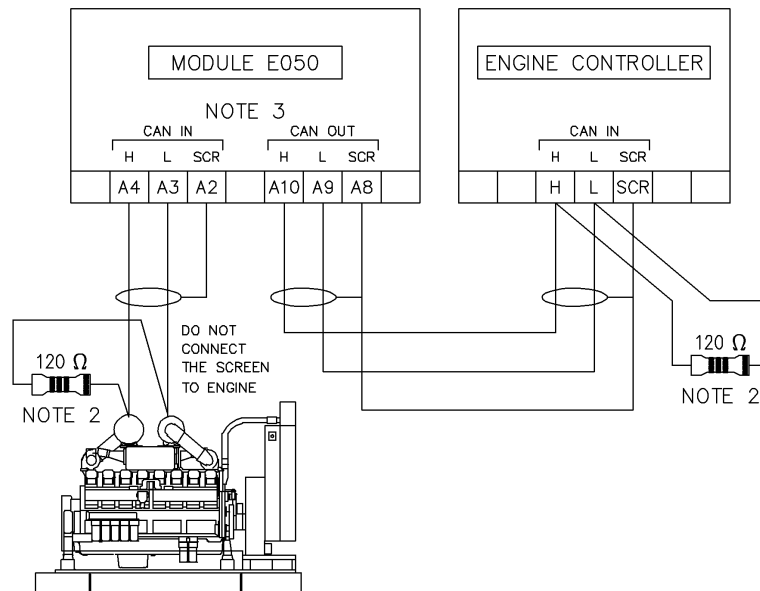 MODULE E050
ENGINE CONTROLLER
NOTE 3
CAN IN
CAN OUT
CAN IN
H L SCR
H L SCR
H L SCR
A4 A3 A2
A10 A9 A8
H L SCR
DO NOT
CONNECT
THE SCREEN
TO ENGINE
120 Ω
NOTE 2
120 Ω
NOTE 2